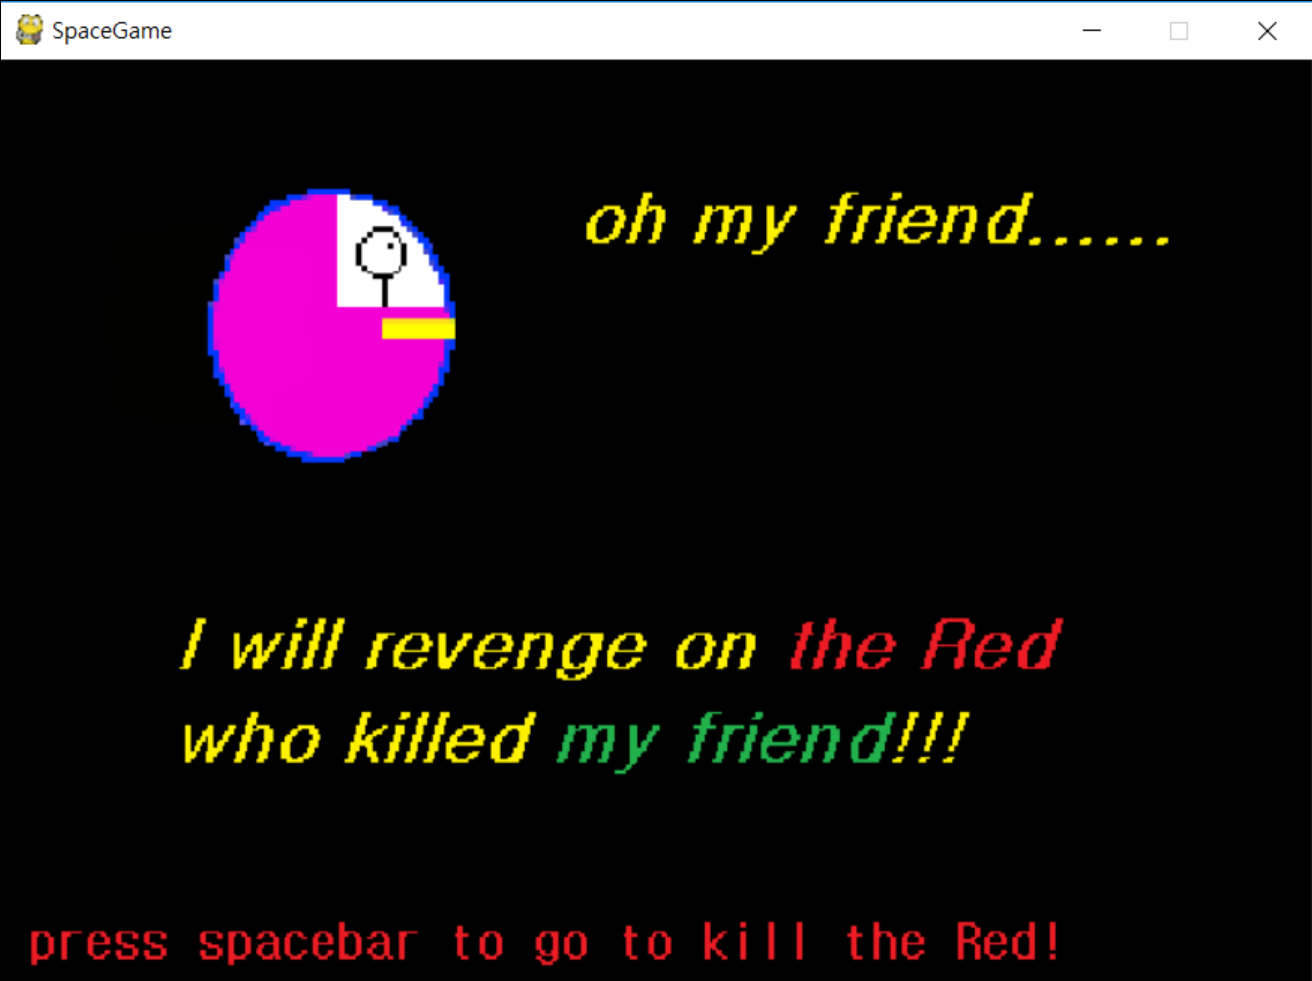 SpaceGame
oh my friend......
I will revenge on the Red
who killed my friend!!!
press spacebar to go to kill the Red!